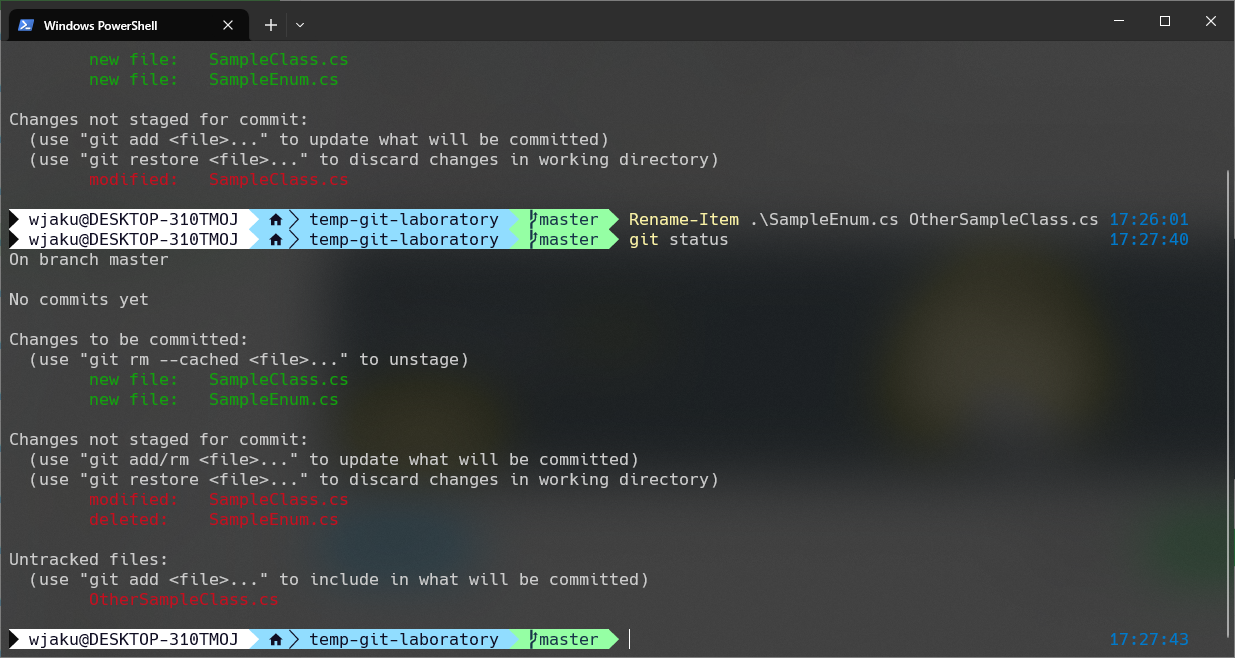 Windows PowerShell
new file:   SampleClass.cs
new file:   SampleEnum.cs
Changes not staged for commit:
(use "git add <file>..." to update what will be committed)
(use "git restore <file>..." to discard changes in working directory)
modified:   SampleClass.cs
wjaku@DESKTOP-310TMOJ temp-git-laboratory master Rename-Item .\SampleEnum.cs OtherSampleClass.cs 17:26:01
wjaku@DESKTOP-310TMOJ temp-git-laboratory master git status 17:27:40
On branch master
No commits yet
Changes to be committed:
(use "git rm --cached <file>..." to unstage)
new file:   SampleClass.cs
new file:   SampleEnum.cs
Changes not staged for commit:
(use "git add/rm <file>..." to update what will be committed)
(use "git restore <file>..." to discard changes in working directory)
modified:   SampleClass.cs
deleted:    SampleEnum.cs
Untracked files:
(use "git add <file>..." to include in what will be committed)
OtherSampleClass.cs
wjaku@DESKTOP-310TMOJ temp-git-laboratory master 17:27:43